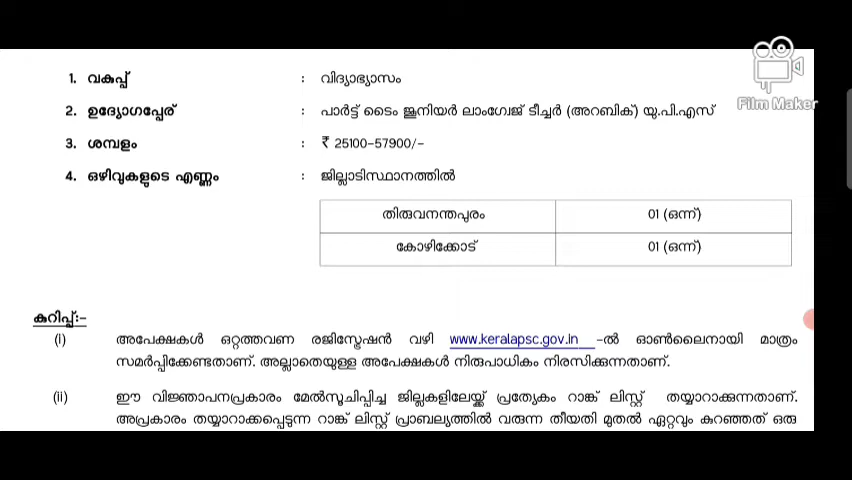 Film Maker
1. വകുപ്പ് : വിദ്യാഭ്യാസം
2. ഉദ്യോഗപ്പേര് : പാർട്ട് ടൈം ജൂനിയർ ലാംഗ്വേജ് ടീച്ചർ (അറബിക്) യു.പി.എസ്
3. ശമ്പളം : ₹ 25100-57900/-
4. ഒഴിവുകളുടെ എണ്ണം : ജില്ലാടിസ്ഥാനത്തിൽ
തിരുവനന്തപുരം 01 (ഒന്ന്)
കോഴിക്കോട് 01 (ഒന്ന്)
കുറിപ്പ്:-
(i) അപേക്ഷകൾ ഒറ്റത്തവണ രജിസ്ട്രേഷൻ വഴി www.keralapsc.gov.in -ൽ ഓൺലൈനായി മാത്രം
സമർപ്പിക്കേണ്ടതാണ്. അല്ലാതെയുള്ള അപേക്ഷകൾ നിരുപാധികം നിരസിക്കുന്നതാണ്.
(ii) ഈ വിജ്ഞാപനപ്രകാരം മേൽസൂചിപ്പിച്ച ജില്ലകളിലേയ്ക്ക് പ്രത്യേകം റാങ്ക് ലിസ്റ്റ് തയ്യാറാക്കുന്നതാണ്.
അപ്രകാരം തയ്യാറാക്കപ്പെടുന്ന റാങ്ക് ലിസ്റ്റ് പ്രാബല്യത്തിൽ വരുന്ന തീയതി മുതൽ ഏറ്റവും കുറഞ്ഞത് ഒരു